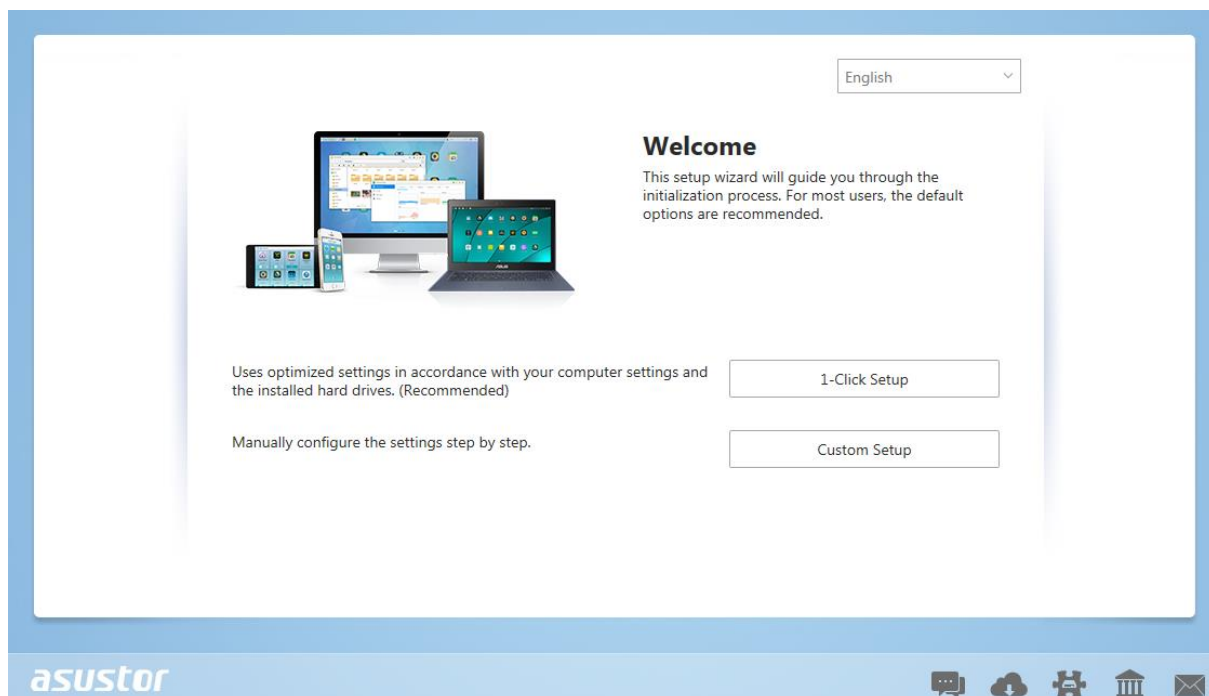 English
Welcome
This setup wizard will guide you through the
initialization process. For most users, the default
options are recommended.
Uses optimized settings in accordance with your computer settings and
the installed hard drives. (Recommended)
1-Click Setup
Manually configure the settings step by step.
Custom Setup
asustor